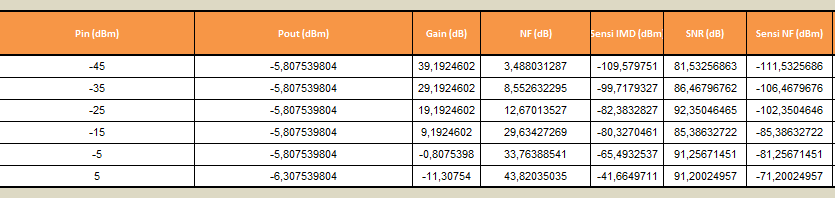 Pin (dBm) Pout (dBm) Gain (dB) NF (dB) Sensi IMD (dBm SNR (dB) Sensi NF (dBm)
-45 -5,807539804 39,1924602 3,488031287 -109,579751 81,53256863 -111,5325686
-35 -5,807539804 29,1924602 8,552632295 -99,7179327 86,46796762 -106,4679676
-25 -5,807539804 19,1924602 12,67013527 -82,3832827 92,35046465 -102,3504646
-15 -5,807539804 9,1924602 29,63427269 -80,3270461 85,38632722 -85,38632722
-5 -5,807539804 -0,8075398 33,76388541 -65,4932537 91,25671451 -81,25671451
5 -6,307539804 -11,30754 43,82035035 -41,6649711 91,20024957 -71,20024957